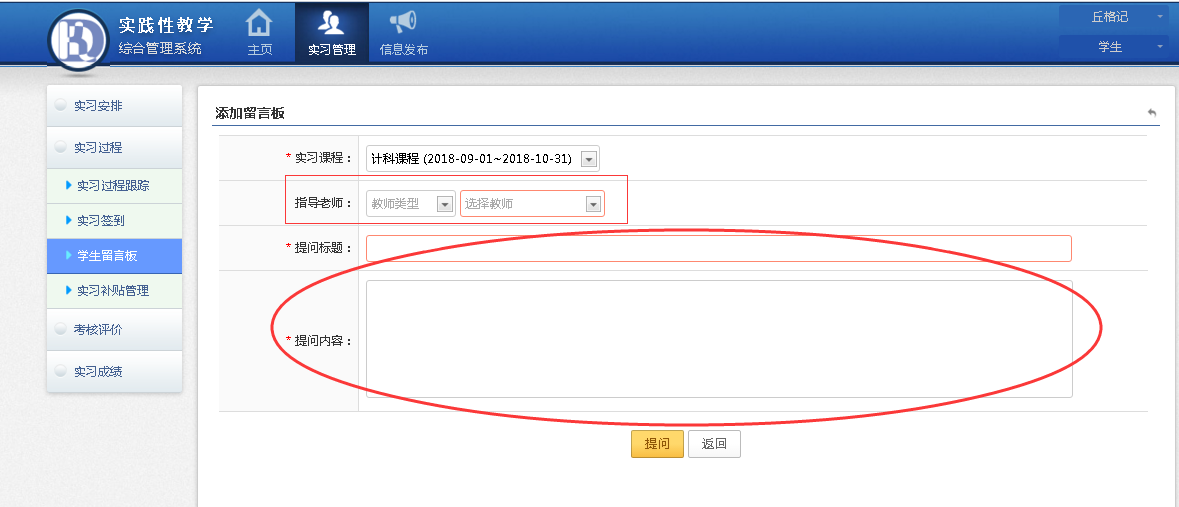 实践性教学
综合管理系统
主页
实习管理
信息发布
丘格记
学生
实习安排
实习过程
实习过程跟踪
实习签到
学生留言板
实习补贴管理
考核评价
实习成绩
添加留言板
* 实习课程： 计科课程 (2018-09-01~2018-10-31)
指导老师： 教师类型 选择教师
* 提问标题：
* 提问内容：
提问 返回